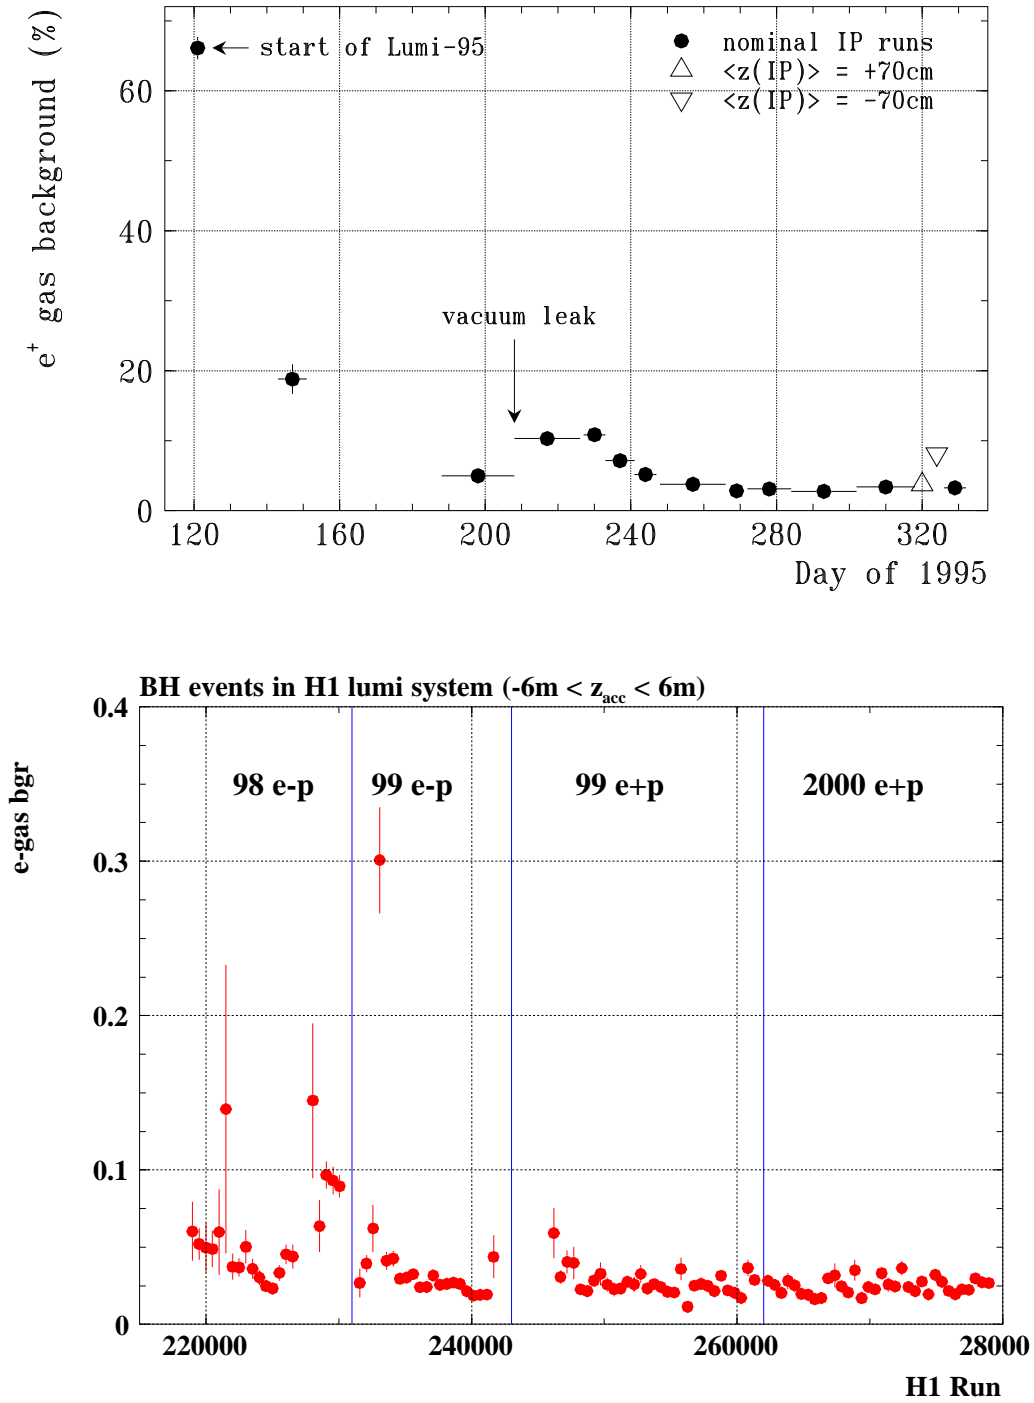 e+ gas background (%)
start of Lumi-95
nominal IP runs
<z(IP)> = +70cm
<z(IP)> = -70cm
60
40
vacuum leak
20
0
120 160 200 240 280 320
Day of 1995
BH events in H1 lumi system (-6m < zacc < 6m)
e-gas bgr
0.4
98 e-p 99 e-p 99 e+p 2000 e+p
0.3
0.2
0.1
0
220000 240000 260000 28000
H1 Run